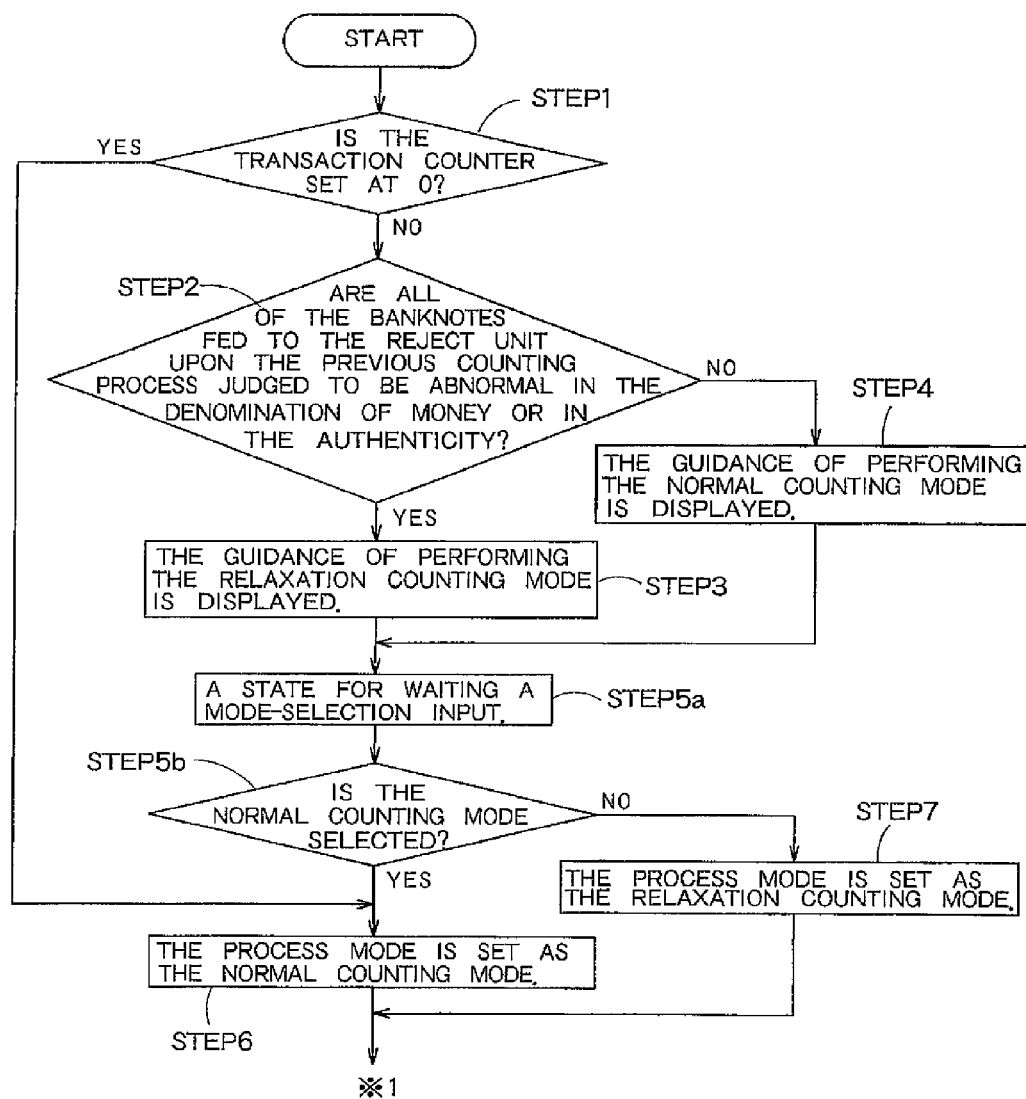 START
STEP1
YES
IS THE
TRANSACTION COUNTER
SET AT 0?
NO
STEP2
ARE ALL
OF THE BANKNOTES
FED TO THE REJECT UNIT
UPON THE PREVIOUS COUNTING
PROCESS JUDGED TO BE ABNORMAL IN THE
DENOMINATION OF MONEY OR IN
THE AUTHENTICITY?
NO
STEP4
THE GUIDANCE OF PERFORMING
THE NORMAL COUNTING MODE
IS DISPLAYED.
YES
THE GUIDANCE OF PERFORMING
THE RELAXATION COUNTING MODE
IS DISPLAYED.
STEP3
A STATE FOR WAITING A
MODE-SELECTION INPUT.
STEP5a
STEP5b
IS THE
NORMAL COUNTING MODE
SELECTED?
NO
STEP7
THE PROCESS MODE IS SET AS
THE RELAXATION COUNTING MODE.
YES
THE PROCESS MODE IS SET AS
THE NORMAL COUNTING MODE.
STEP6
※1